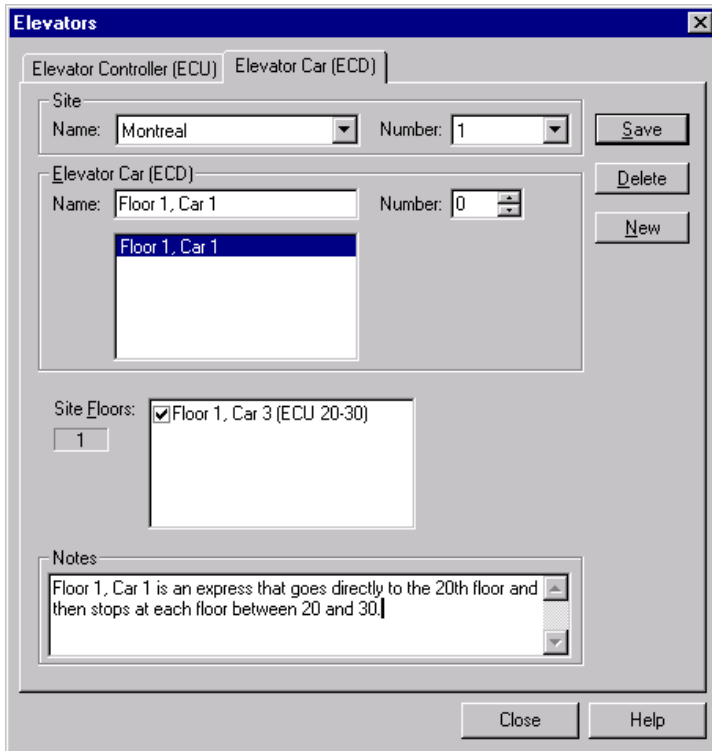 Elevators
Elevator Controller (ECU) Elevator Car (ECD)
Site
Name: Montreal Number: 1 Save
Elevator Car (ECD) Delete
Name: Floor 1, Car 1 Number: 0
New
Floor 1, Car 1
Site Floors: Floor 1, Car 3 (ECU 20-30)
1
Notes
Floor 1, Car 1 is an express that goes directly to the 20th floor and
then stops at each floor between 20 and 30.
Close Help